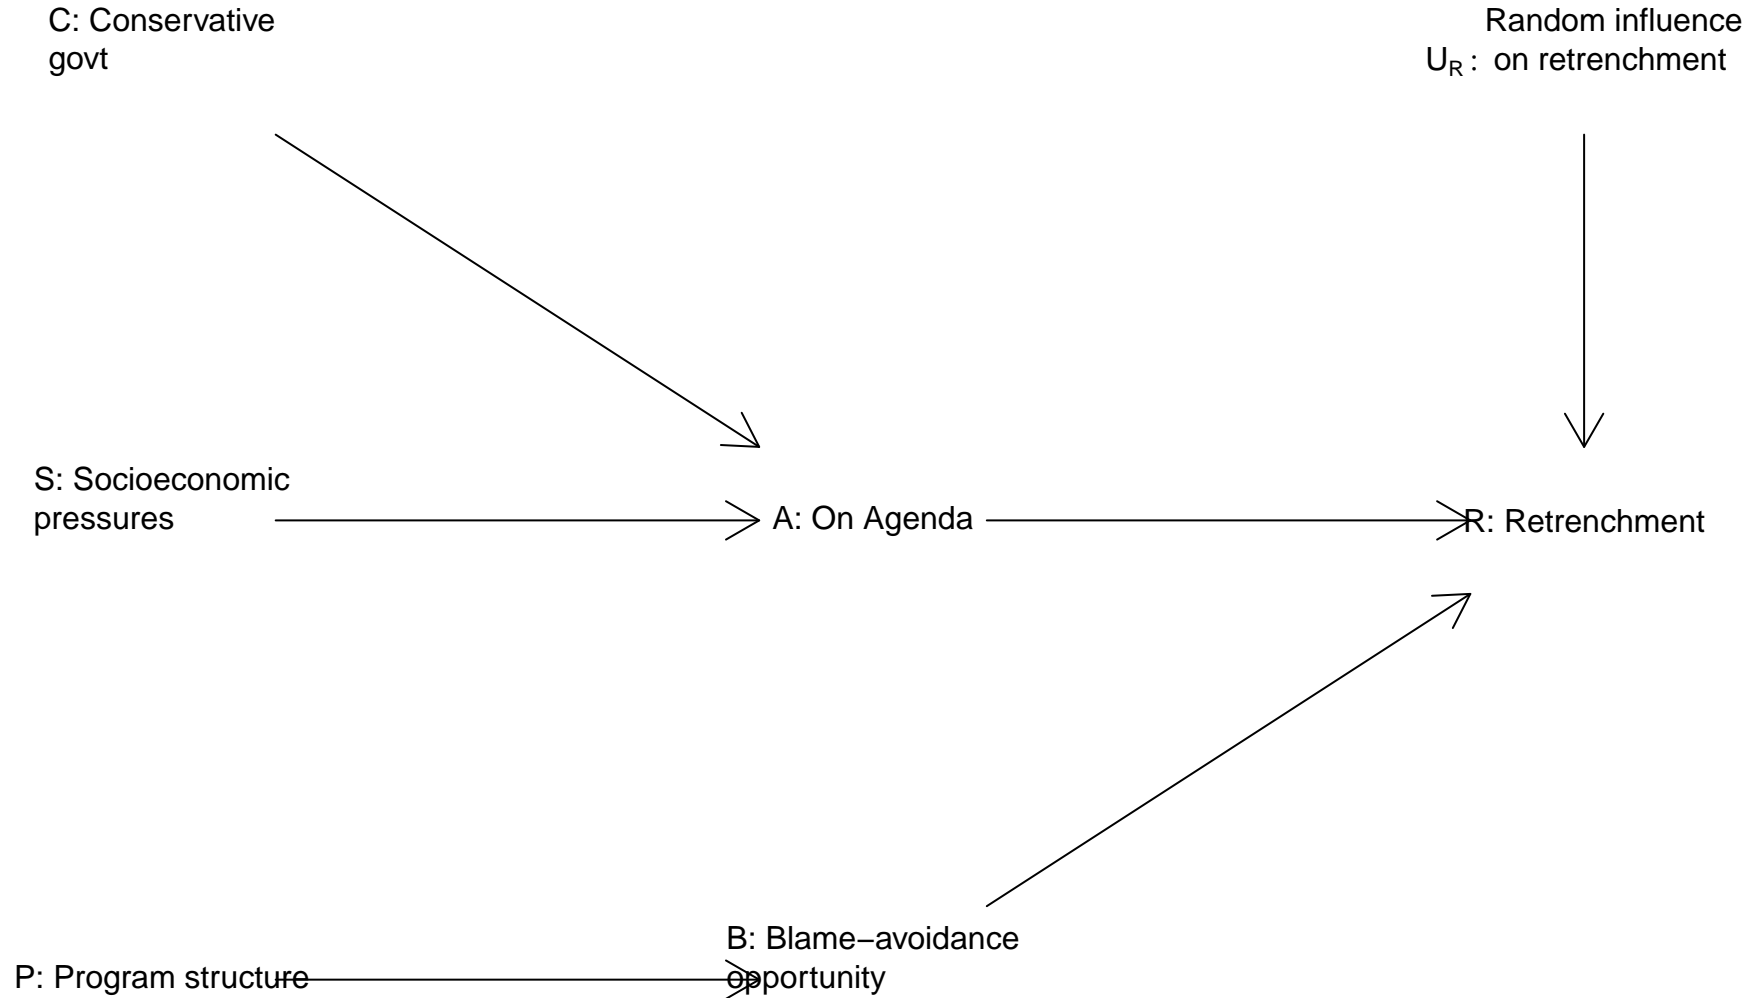 C: Conservative
govt
Random influence
U_R : on retrenchment
S: Socioeconomic
pressures
A: On Agenda
R: Retrenchment
B: Blame−avoidance
opportunity
P: Program structure